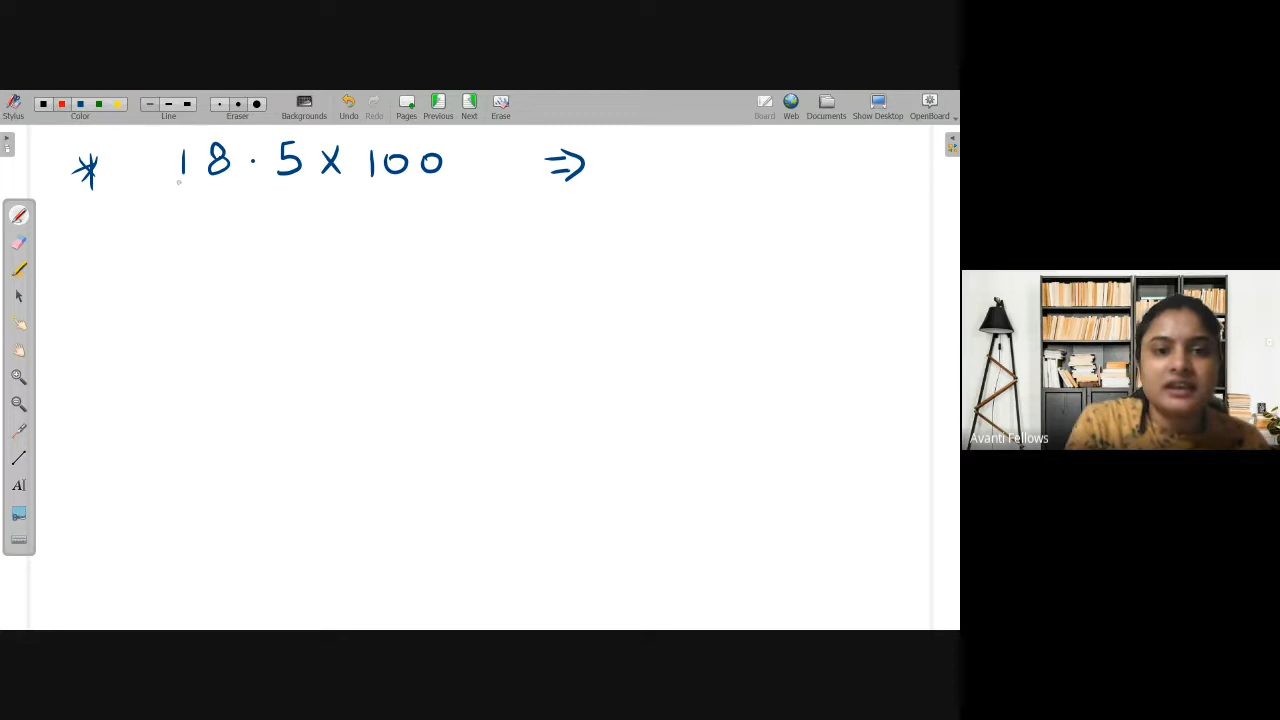 Stylus
Color
Line
Eraser
Backgrounds
Undo
Redo
Pages
Previous
Next
Erase
Board
Web
Documents
Show Desktop
OpenBoard
* 18.5 × 100 ⇒
AI
Avanti Fellows